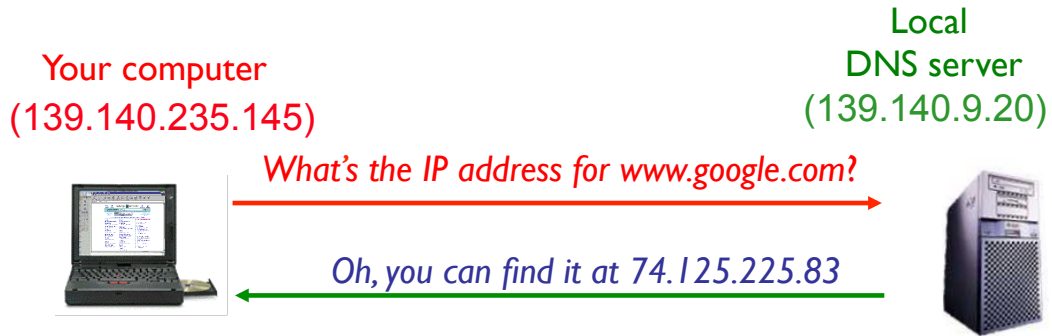 Your computer
(139.140.235.145)
Local
DNS server
(139.140.9.20)
What's the IP address for www.google.com?
Oh, you can find it at 74.125.225.83